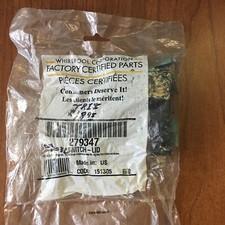 WHIRLPOOL CORPORATION
FACTORY CERTIFIED PARTS
PIÈCES CERTIFIÉES
Consumers Deserve It!
Les clients le méritent!
279347
SWITCH-LID
Made in: US
CODE 151305